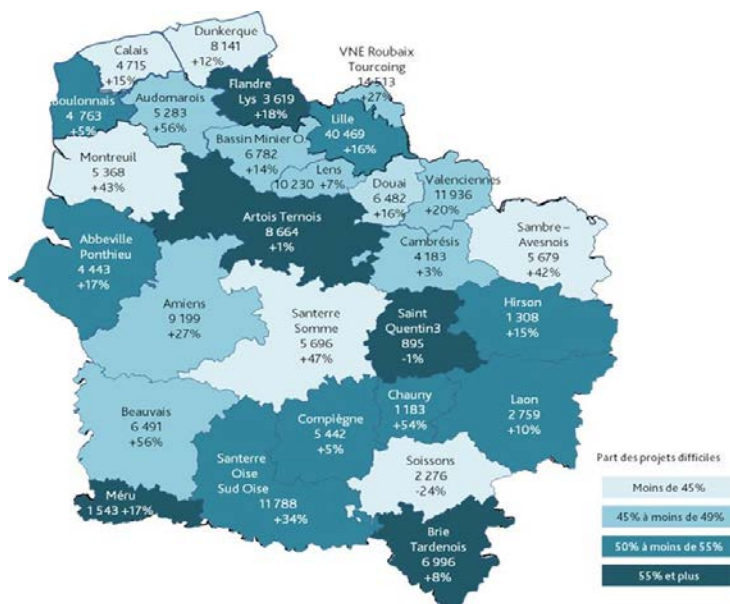 Dunkerque
8 141
+12%
Calais
4 715
+15%
VNE Roubaix
Tourcoing
14 513
+27%
Boulonnais
4 763
+5%
Audomarois
5 283
+56%
Flandre
Lys 3 619
+18%
Lille
40 469
+16%
Montreuil
5 368
+43%
Bassin Minier O.
6 782
+14%
Lens
10 230 +7%
Douai
6 482
+16%
Valenciennes
11 936
+20%
Artois Ternois
8 664
+1%
Cambrésis
4 183
+3%
Sambre-
Avesnois
5 679
+42%
Abbeville
Ponthieu
4 443
+17%
Amiens
9 199
+27%
Santerre
Somme
5 696
+47%
Saint
Quentin3
895
-1%
Hirson
1 308
+15%
Beauvais
6 491
+56%
Compiègne
5 442
+5%
Chauny
1 183
+54%
Laon
2 759
+10%
Santerre
Oise
Sud Oise
11 788
+34%
Soissons
2 276
-24%
Méru
1 543 +17%
Brie
Tardenois
6 996
+8%
Part des projets difficiles
Moins de 45%
45% à moins de 49%
50% à moins de 55%
55% et plus